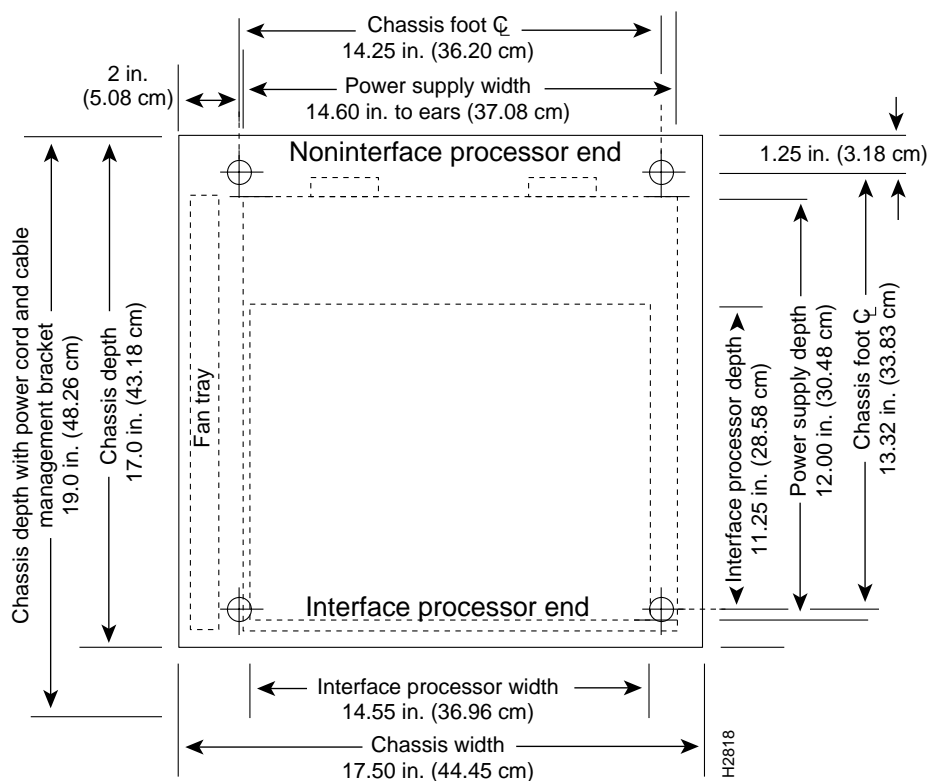 Chassis foot ℄
14.25 in. (36.20 cm)
2 in.
(5.08 cm)
Power supply width
14.60 in. to ears (37.08 cm)
Noninterface processor end
1.25 in. (3.18 cm)
Chassis depth with power cord and cable
management bracket
19.0 in. (48.26 cm)
Chassis depth
17.0 in. (43.18 cm)
Fan tray
Interface processor depth
11.25 in. (28.58 cm)
Power supply depth
12.00 in. (30.48 cm)
Chassis foot ℄
13.32 in. (33.83 cm)
Interface processor end
Interface processor width
14.55 in. (36.96 cm)
Chassis width
17.50 in. (44.45 cm)
H2818